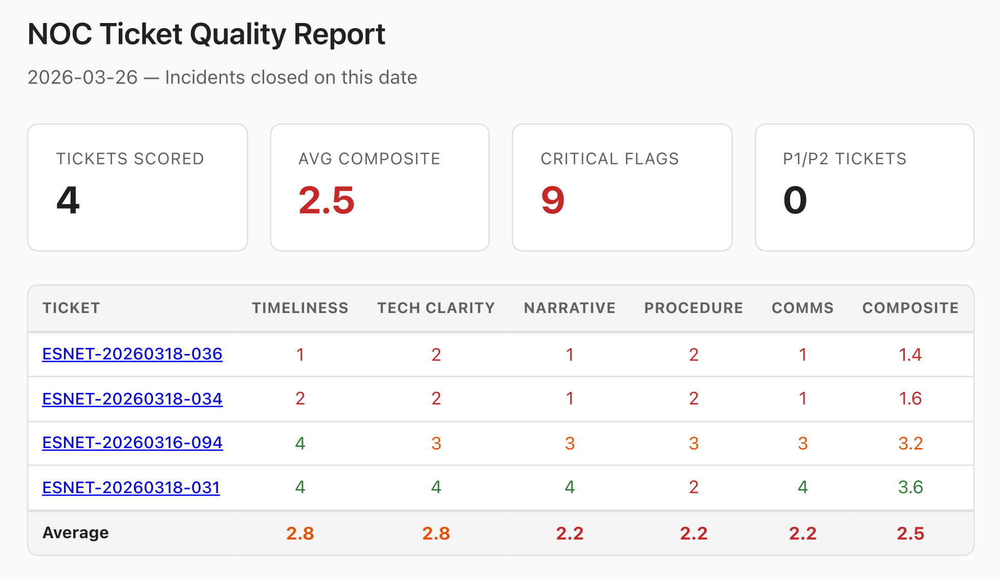 NOC Ticket Quality Report
2026-03-26 — Incidents closed on this date
TICKETS SCORED AVG COMPOSITE CRITICAL FLAGS P1/P2 TICKETS
4 2.5 9 0
TICKET TIMELINESS TECH CLARITY NARRATIVE PROCEDURE COMMS COMPOSITE
ESNET-20260318-036 1 2 1 2 1 1.4
ESNET-20260318-034 2 2 1 2 1 1.6
ESNET-20260316-094 4 3 3 3 3 3.2
ESNET-20260318-031 4 4 4 2 4 3.6
Average 2.8 2.8 2.2 2.2 2.2 2.5